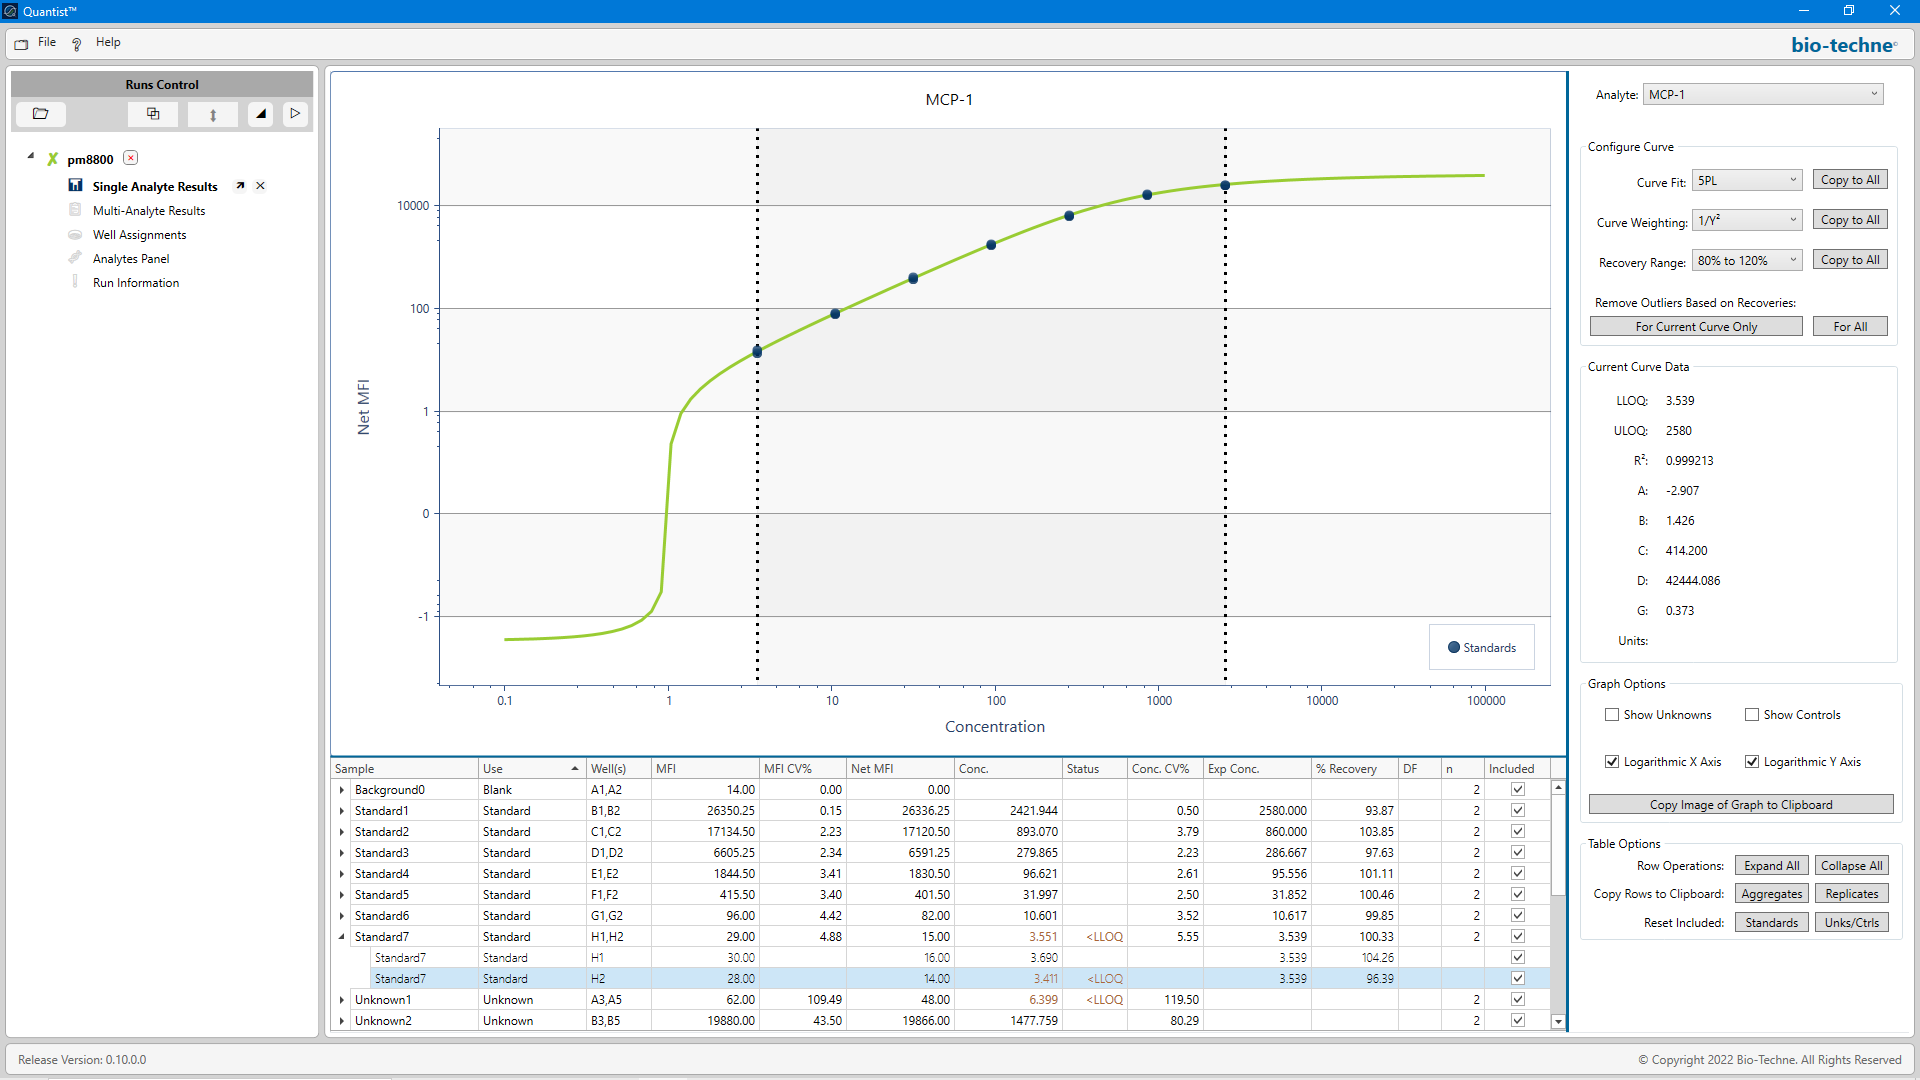 Quantist™
File ? Help
bio-techne
Runs Control
pm8800
Single Analyte Results
Multi-Analyte Results
Well Assignments
Analytes Panel
Run Information
MCP-1
10000
100
1
0
-1
Net MFI
0.1 1 10 100 1000 10000 100000
Concentration
Standards
Analyte: MCP-1
Configure Curve
Curve Fit: 5PL Copy to All
Curve Weighting: 1/Y² Copy to All
Recovery Range: 80% to 120% Copy to All
Remove Outliers Based on Recoveries:
For Current Curve Only For All
Current Curve Data
LLOQ: 3.539
ULOQ: 2580
R²: 0.999213
A: -2.907
B: 1.426
C: 414.200
D: 42444.086
G: 0.373
Units:
Graph Options
Show Unknowns Show Controls
Logarithmic X Axis Logarithmic Y Axis
Copy Image of Graph to Clipboard
Table Options
Row Operations: Expand All Collapse All
Copy Rows to Clipboard: Aggregates Replicates
Reset Included: Standards Unks/Ctrls
Sample Use Well(s) MFI MFI CV% Net MFI Conc. Status Conc. CV% Exp Conc. % Recovery DF n Included
Background0 Blank A1,A2 14.00 0.00 0.00 2
Standard1 Standard B1,B2 26350.25 0.15 26336.25 2421.944 0.50 2580.000 93.87 2
Standard2 Standard C1,C2 17134.50 2.23 17120.50 893.070 3.79 860.000 103.85 2
Standard3 Standard D1,D2 6605.25 2.34 6591.25 279.865 2.23 286.667 97.63 2
Standard4 Standard E1,E2 1844.50 3.41 1830.50 96.621 2.61 95.556 101.11 2
Standard5 Standard F1,F2 415.50 3.40 401.50 31.997 2.50 31.852 100.46 2
Standard6 Standard G1,G2 96.00 4.42 82.00 10.601 3.52 10.617 99.85 2
Standard7 Standard H1,H2 29.00 4.88 15.00 3.551 <LLOQ 5.55 3.539 100.33 2
Standard7 Standard H1 30.00 16.00 3.690 3.539 104.26
Standard7 Standard H2 28.00 14.00 3.411 <LLOQ 3.539 96.39
Unknown1 Unknown A3,A5 62.00 109.49 48.00 6.399 <LLOQ 119.50 2
Unknown2 Unknown B3,B5 19880.00 43.50 19866.00 1477.759 80.29 2
Release Version: 0.10.0.0
© Copyright 2022 Bio-Techne. All Rights Reserved